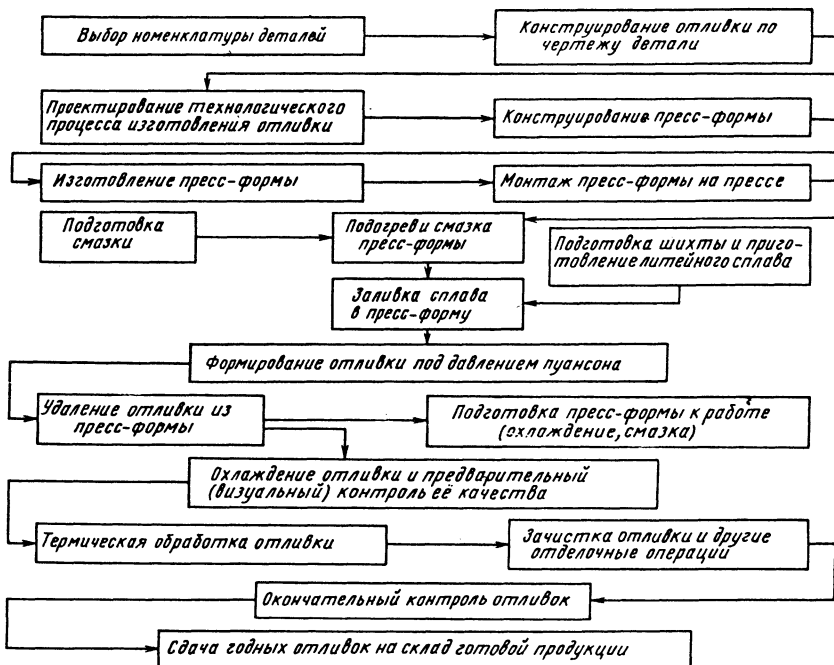 Выбор номенклатуры деталей
Конструирование отливки по
чертежу детали
Проектирование технологического
процесса изготовления отливки
Конструирование пресс-формы
Изготовление пресс-формы
Монтаж пресс-формы на прессе
Подготовка
смазки
Подогрев и смазка
пресс-формы
Подготовка шихты и приго-
товление литейного сплава
Заливка сплава
в пресс-форму
Формирование отливки под давлением пуансона
Удаление отливки из
пресс-формы
Подготовка пресс-формы к работе
(охлаждение, смазка)
Охлаждение отливки и предварительный
(визуальный) контроль её качества
Термическая обработка отливки
Зачистка отливки и другие
отделочные операции
Окончательный контроль отливок
Сдача годных отливок на склад готовой продукции